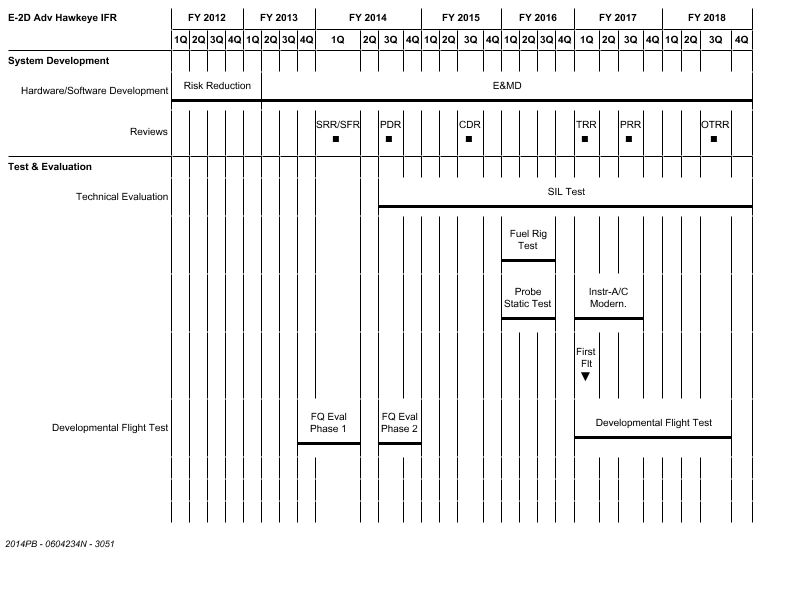 E-2D Adv Hawkeye IFR FY 2012 FY 2013 FY 2014 FY 2015 FY 2016 FY 2017 FY 2018
1Q 2Q 3Q 4Q 1Q 2Q 3Q 4Q 1Q 2Q 3Q 4Q 1Q 2Q 3Q 4Q 1Q 2Q 3Q 4Q 1Q 2Q 3Q 4Q 1Q 2Q 3Q 4Q
System Development
Hardware/Software Development Risk Reduction E&MD
Reviews SRR/SFR PDR CDR TRR PRR OTRR
Test & Evaluation
Technical Evaluation SIL Test
Fuel Rig
Test
Probe Instr-A/C
Static Test Modern.
First
Flt
Developmental Flight Test FQ Eval FQ Eval Developmental Flight Test
Phase 1 Phase 2
2014PB - 0604234N - 3051